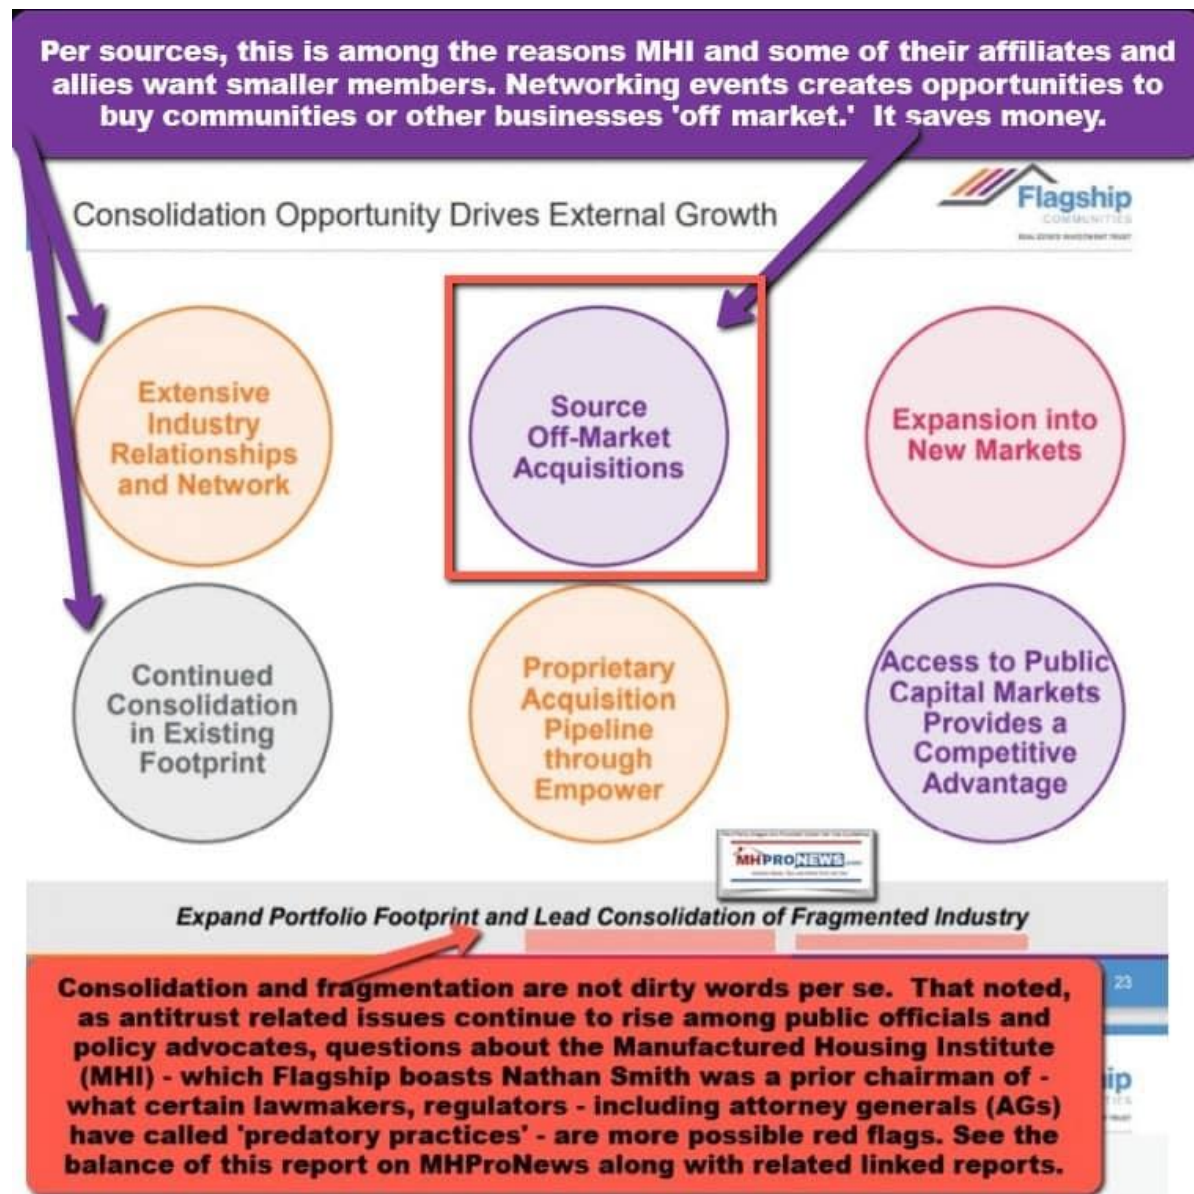 Per sources, this is among the reasons MHI and some of their affiliates and
allies want smaller members. Networking events creates opportunities to
buy communities or other businesses 'off market.' It saves money.
Flagship
COMMUNITIES
REAL ESTATE INVESTMENT TRUST
Consolidation Opportunity Drives External Growth
Extensive
Industry
Relationships
and Network
Source
Off-Market
Acquisitions
Expansion into
New Markets
Continued
Consolidation
in Existing
Footprint
Proprietary
Acquisition
Pipeline
through
Empower
Access to Public
Capital Markets
Provides a
Competitive
Advantage
MHPRONEWS.com
Expand Portfolio Footprint and Lead Consolidation of Fragmented Industry
23
Consolidation and fragmentation are not dirty words per se. That noted,
as antitrust related issues continue to rise among public officials and
policy advocates, questions about the Manufactured Housing Institute
(MHI) - which Flagship boasts Nathan Smith was a prior chairman of -
what certain lawmakers, regulators - including attorney generals (AGs)
have called 'predatory practices' - are more possible red flags. See the
balance of this report on MHProNews along with related linked reports.
ip